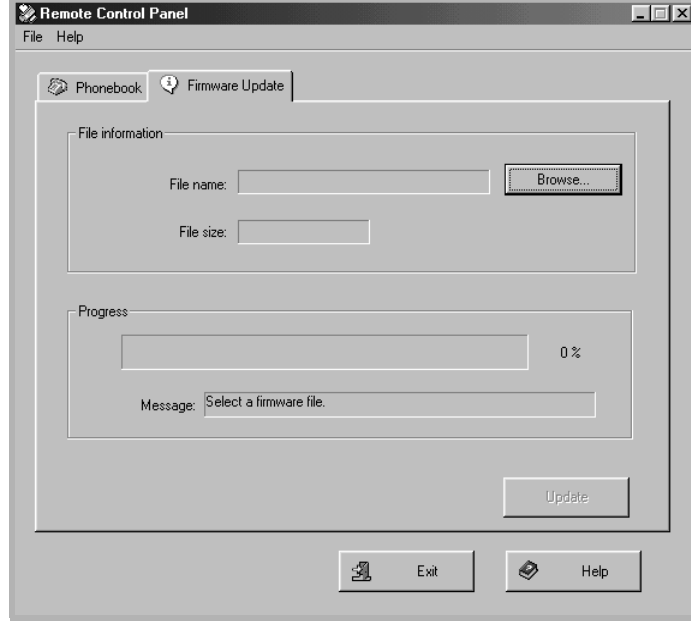 Remote Control Panel
File Help
Phonebook Firmware Update
File information
File name: Browse...
File size:
Progress
0 %
Message: Select a firmware file.
Update
Exit Help